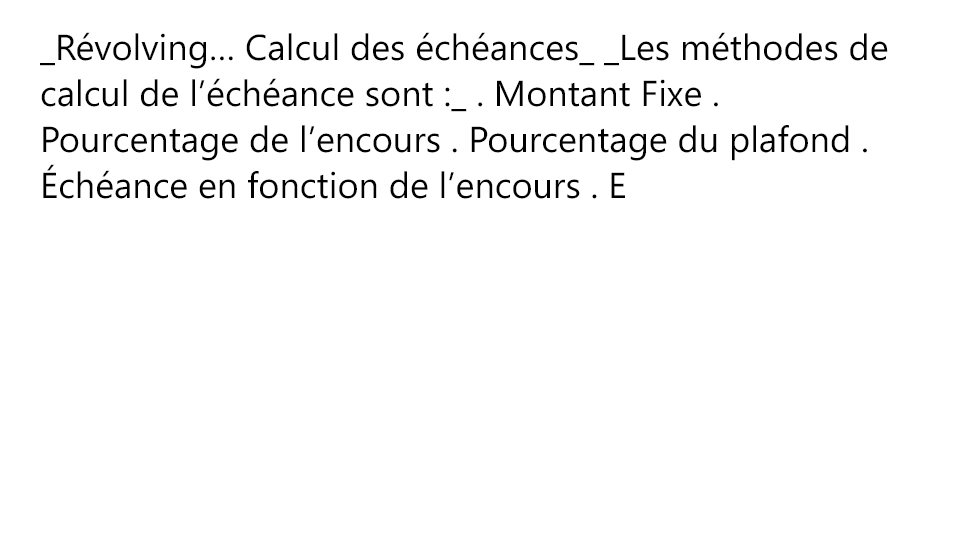 _Révolving… Calcul des échéances_ _Les méthodes de
calcul de l’échéance sont :_ . Montant Fixe .
Pourcentage de l’encours . Pourcentage du plafond .
Échéance en fonction de l’encours . E